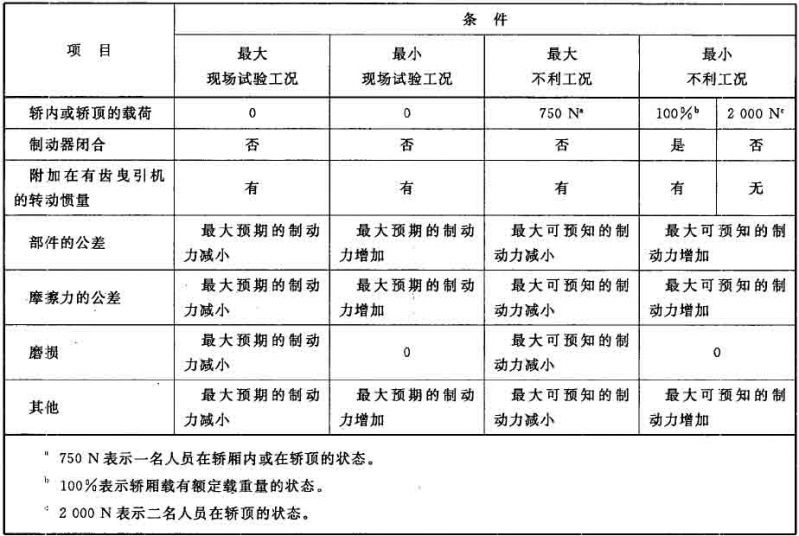 条 件
项 目
最大
现场试验工况
最小
现场试验工况
最大
不利工况
最小
不利工况
轿内或轿顶的载荷 0 0 750 Nᵃ 100%ᵇ 2 000 Nᶜ
制动器闭合 否 否 否 是 否
附加在有齿曳引机
的转动惯量 有 有 有 有 无
部件的公差
最大预期的制动
力减小
最大预期的制动
力增加
最大可预知的制
动力减小
最大可预知的制
动力增加
摩擦力的公差
最大预期的制动
力减小
最大预期的制动
力增加
最大可预知的制
动力减小
最大可预知的制
动力增加
磨损
最大预期的制动
力减小
0
最大可预知的制
动力减小
0
其他
最大预期的制动
力减小
最大预期的制动
力增加
最大可预知的制
动力减小
最大可预知的制
动力增加
ᵃ 750 N表示一名人员在轿厢内或在轿顶的状态。
ᵇ 100%表示轿厢载有额定载重量的状态。
ᶜ 2 000 N表示二名人员在轿顶的状态。